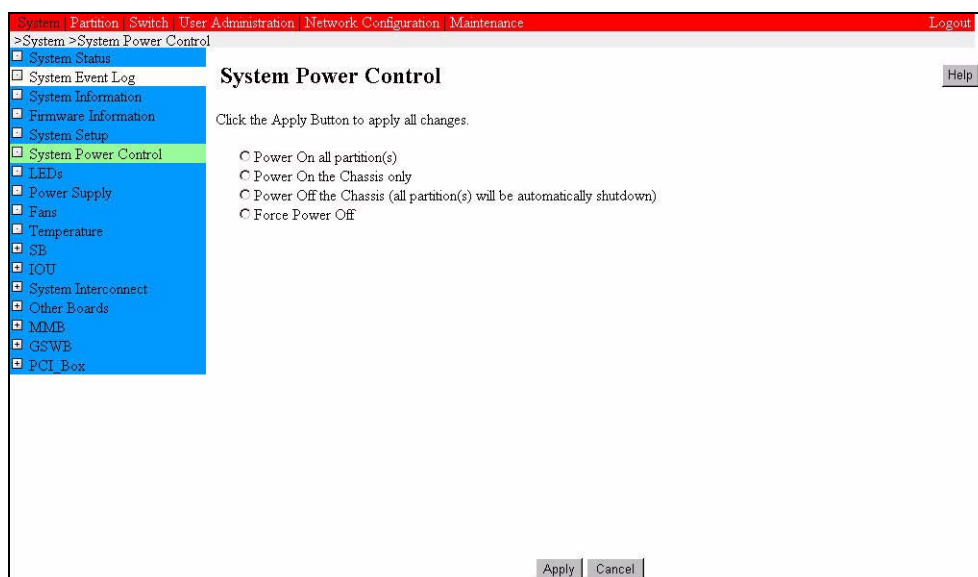 System | Partition | Switch | User Administration | Network Configuration | Maintenance Logout
>System >System Power Control
System Status
System Event Log
System Information
Firmware Information
System Setup
System Power Control
LEDs
Power Supply
Fans
Temperature
SB
IOU
System Interconnect
Other Boards
MMB
GSWB
PCI_Box
System Power Control
Help
Click the Apply Button to apply all changes.
Power On all partition(s)
Power On the Chassis only
Power Off the Chassis (all partition(s) will be automatically shutdown)
Force Power Off
Apply Cancel